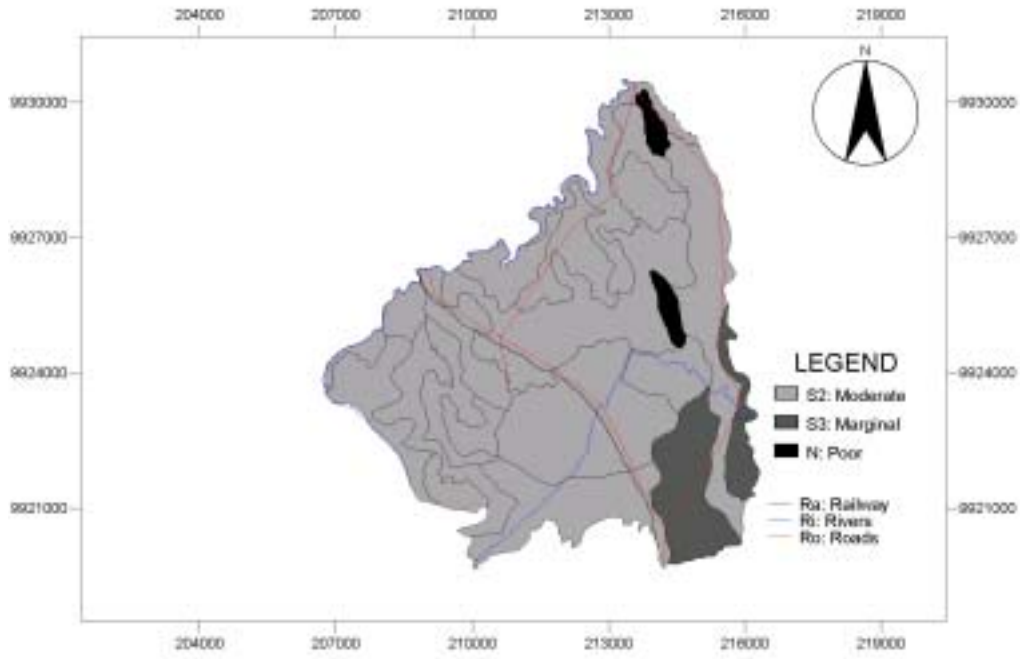 204000 207000 210000 213000 216000 219000
N
9930000 9930000
9927000 9927000
LEGEND
9924000 9924000
S2: Moderate
S3: Marginal
N: Poor
9921000 9921000
Ra: Railway
Ri: Rivers
Ro: Roads
204000 207000 210000 213000 216000 219000